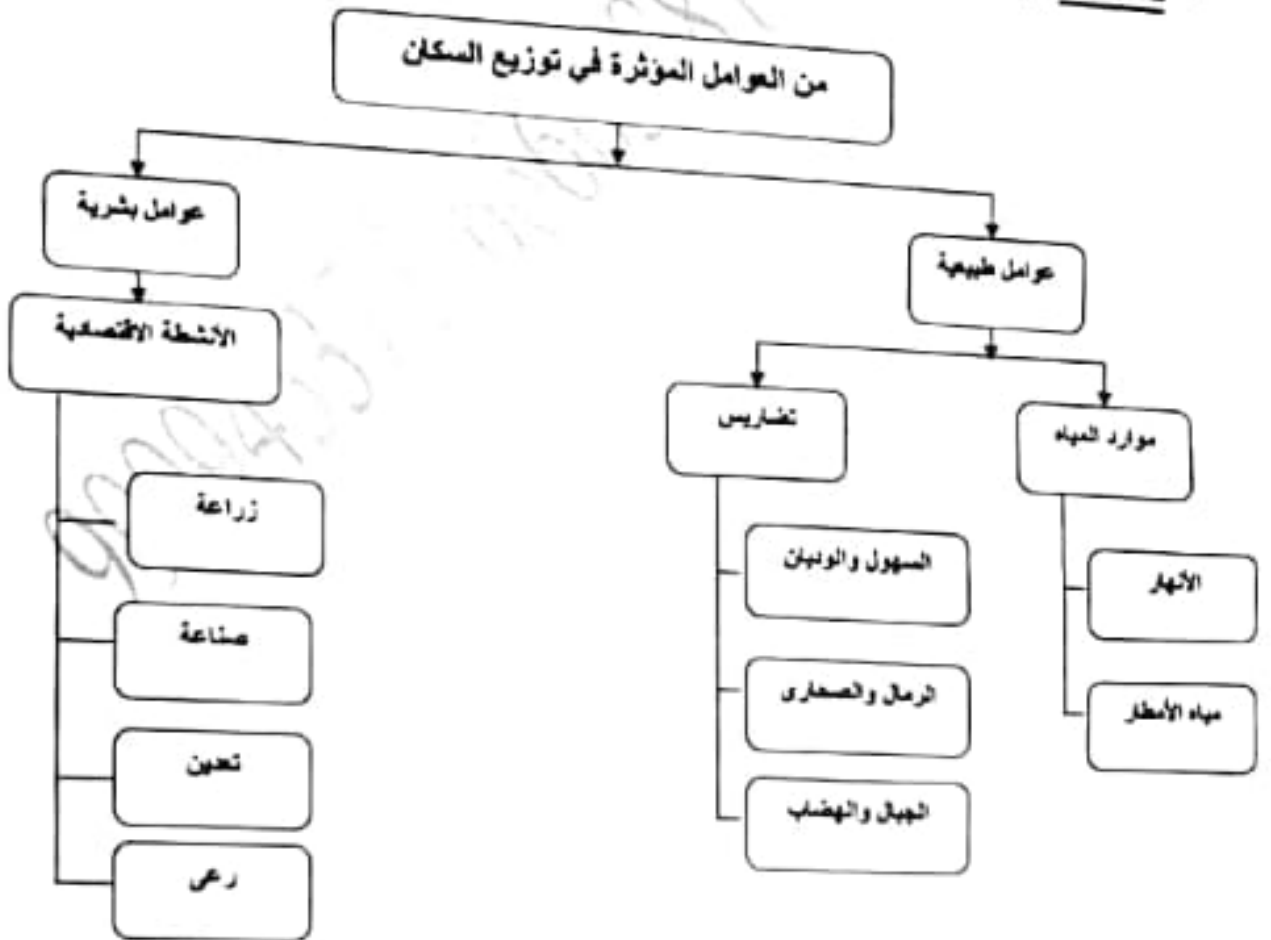 من العوامل المؤثرة في توزيع السكان
عوامل طبيعية
موارد المياه
الأنهار
مياه الأمطار
تضاريس
السهول والوديان
الرمال والصحارى
الجبال والهضاب
عوامل بشرية
الأنشطة الاقتصادية
زراعة
صناعة
تعدين
رعى